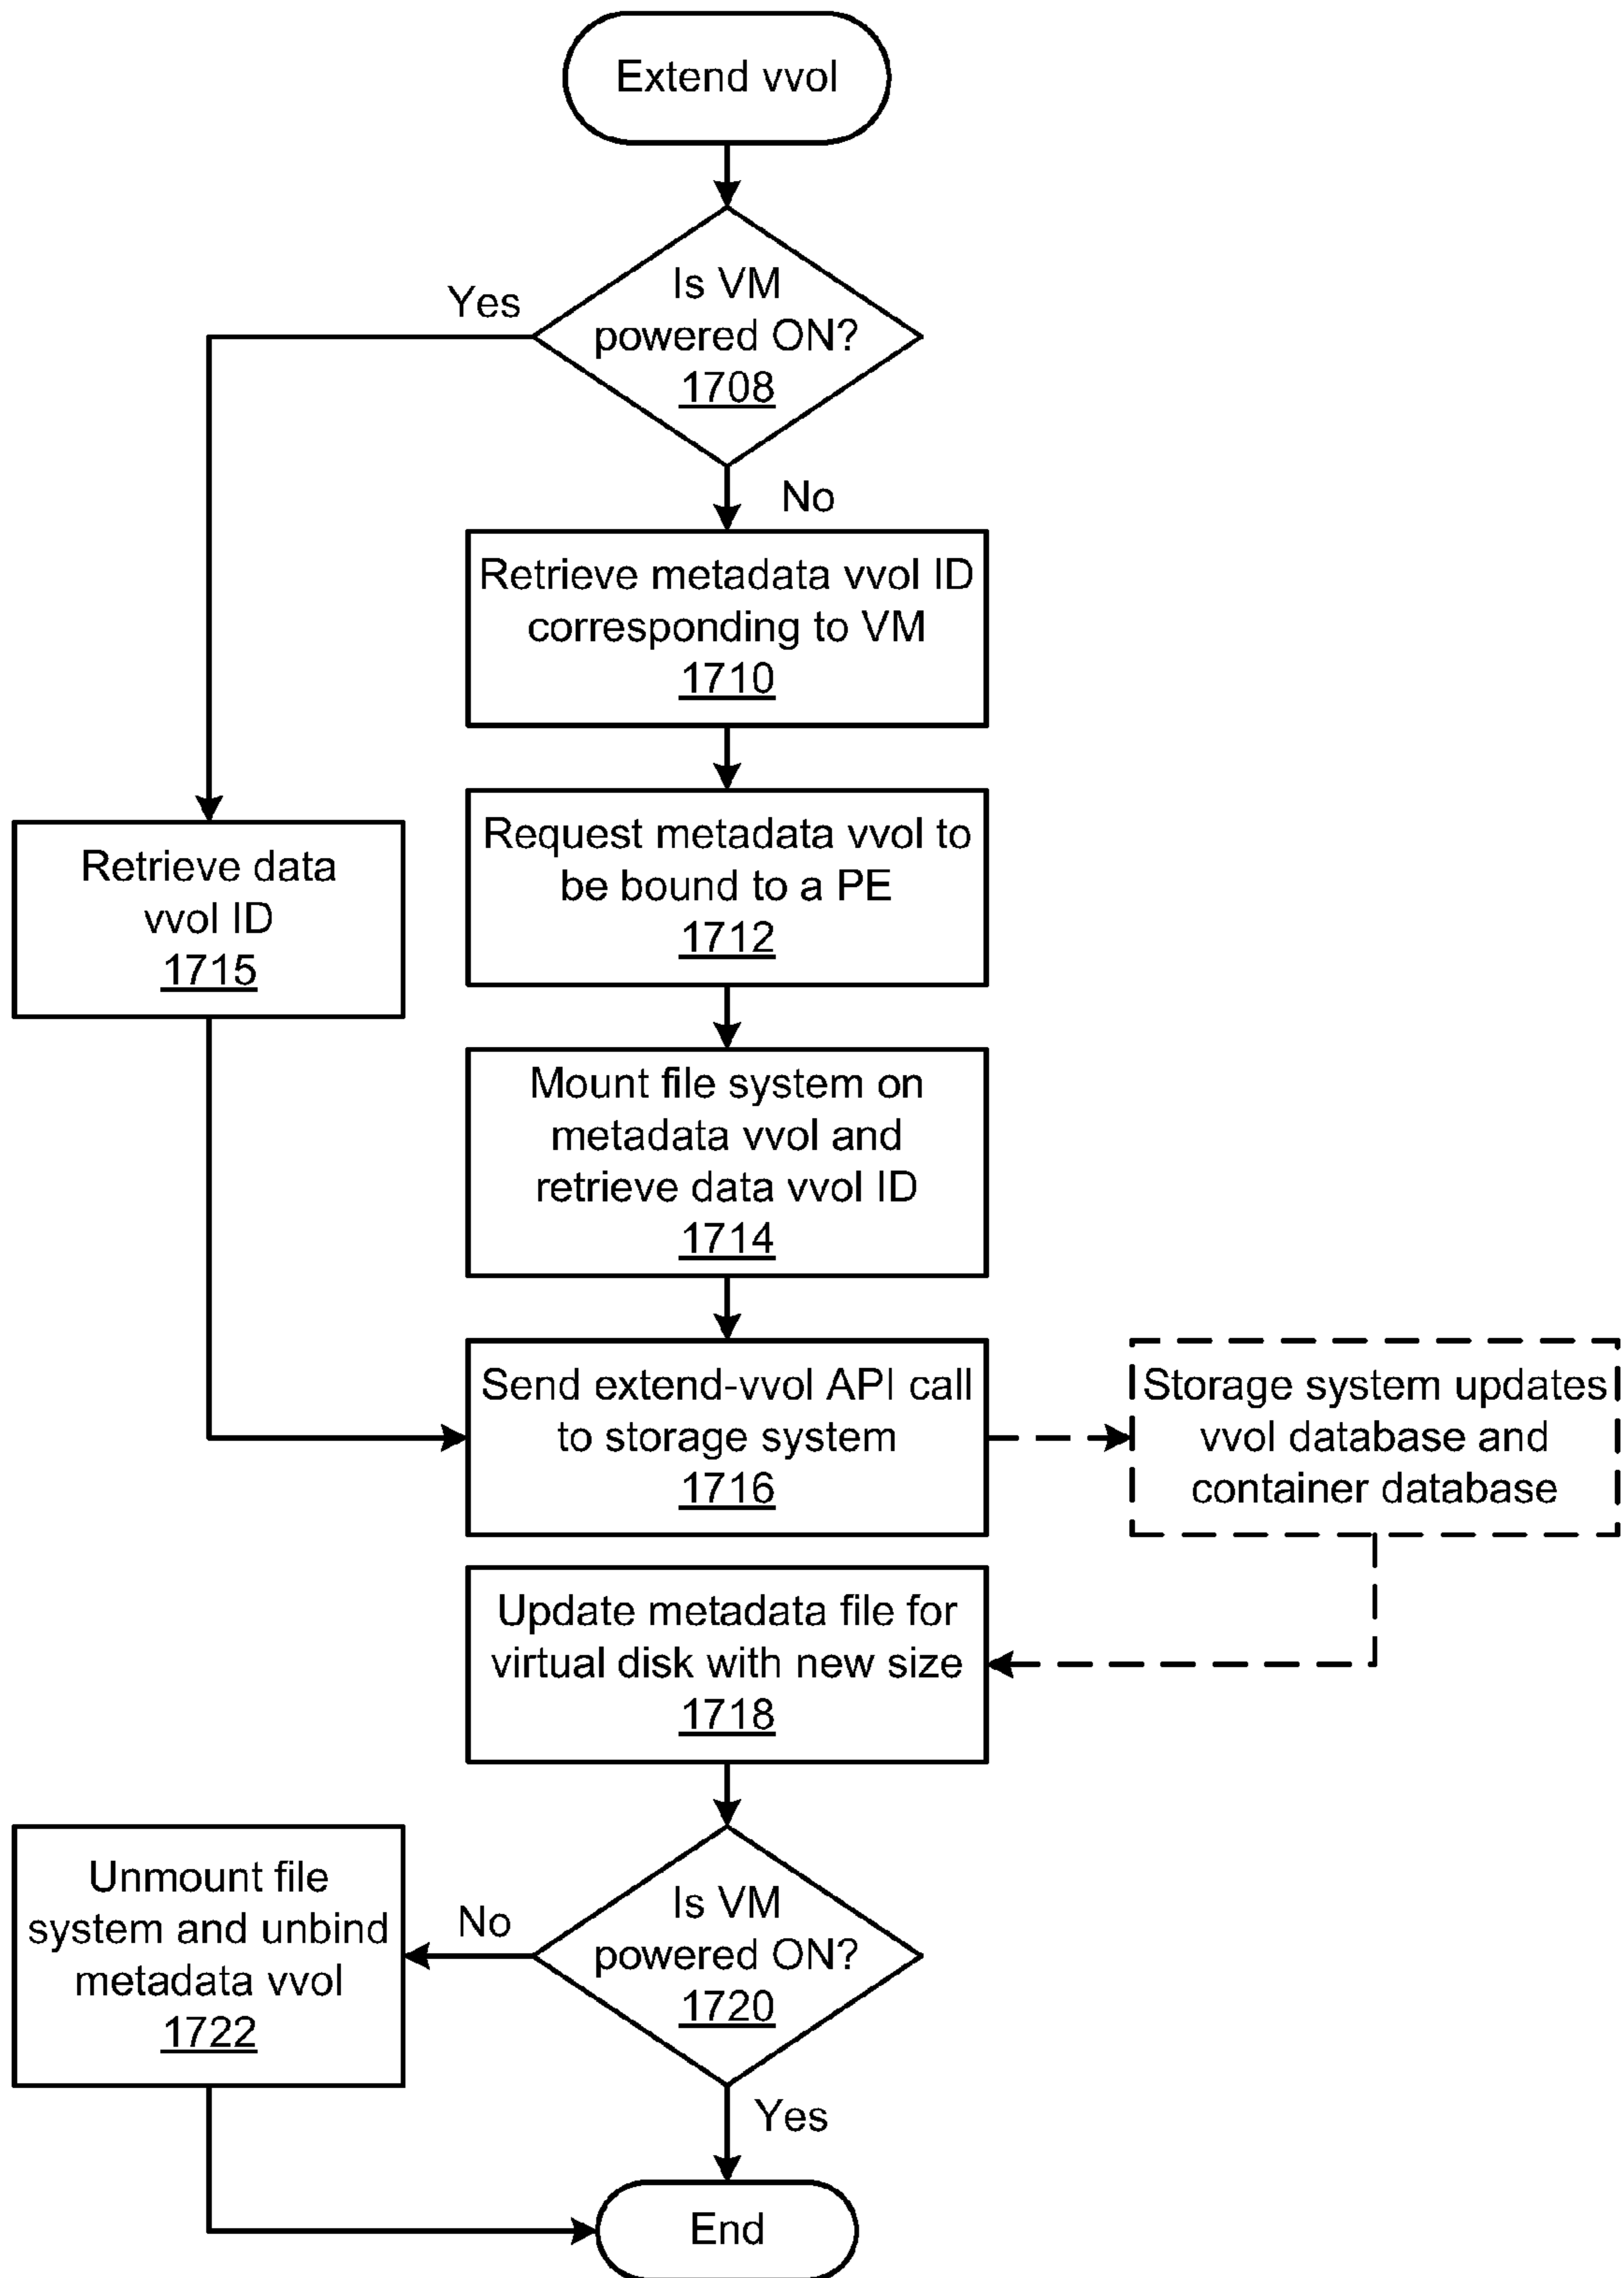 Extend vvol
Is VM
powered ON?
1708
Yes
No
Retrieve metadata vvol ID
corresponding to VM
1710
Request metadata vvol to
be bound to a PE
1712
Retrieve data
vvol ID
1715
Mount file system on
metadata vvol and
retrieve data vvol ID
1714
Send extend-vvol API call
to storage system
1716
Storage system updates
vvol database and
container database
Update metadata file for
virtual disk with new size
1718
Is VM
powered ON?
1720
No
Unmount file
system and unbind
metadata vvol
1722
Yes
End